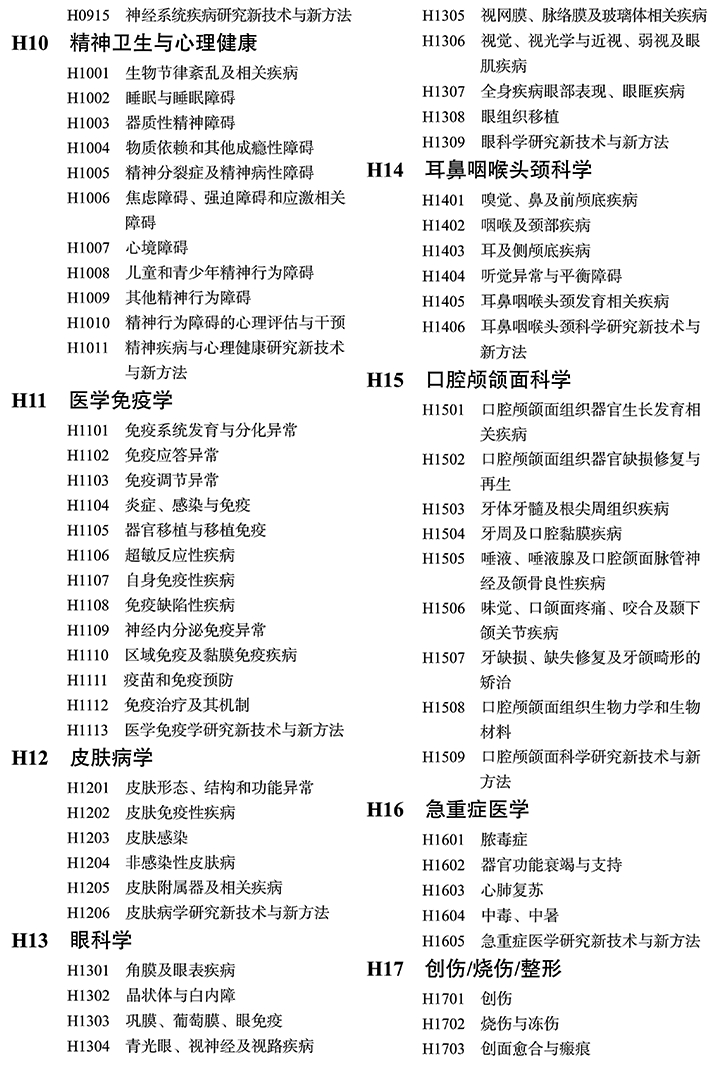 H0915 神经系统疾病研究新技术与新方法
H10 精神卫生与心理健康
H1001 生物节律紊乱及相关疾病
H1002 睡眠与睡眠障碍
H1003 器质性精神障碍
H1004 物质依赖和其他成瘾性障碍
H1005 精神分裂症及精神病性障碍
H1006 焦虑障碍、强迫障碍和应激相关
障碍
H1007 心境障碍
H1008 儿童和青少年精神行为障碍
H1009 其他精神行为障碍
H1010 精神行为障碍的心理评估与干预
H1011 精神疾病与心理健康研究新技术
与新方法
H11 医学免疫学
H1101 免疫系统发育与分化异常
H1102 免疫应答异常
H1103 免疫调节异常
H1104 炎症、感染与免疫
H1105 器官移植与移植免疫
H1106 超敏反应性疾病
H1107 自身免疫性疾病
H1108 免疫缺陷性疾病
H1109 神经内分泌免疫异常
H1110 区域免疫及黏膜免疫疾病
H1111 疫苗和免疫预防
H1112 免疫治疗及其机制
H1113 医学免疫学研究新技术与新方法
H12 皮肤病学
H1201 皮肤形态、结构和功能异常
H1202 皮肤免疫性疾病
H1203 皮肤感染
H1204 非感染性皮肤病
H1205 皮肤附属器及相关疾病
H1206 皮肤病学研究新技术与新方法
H13 眼科学
H1301 角膜及眼表疾病
H1302 晶状体与白内障
H1303 巩膜、葡萄膜、眼免疫
H1304 青光眼、视神经及视路疾病
H1305 视网膜、脉络膜及玻璃体相关疾病
H1306 视觉、视光学与近视、弱视及眼
肌疾病
H1307 全身疾病眼部表现、眼眶疾病
H1308 眼组织移植
H1309 眼科学研究新技术与新方法
H14 耳鼻咽喉头颈科学
H1401 嗅觉、鼻及前颅底疾病
H1402 咽喉及颈部疾病
H1403 耳及侧颅底疾病
H1404 听觉异常与平衡障碍
H1405 耳鼻咽喉头颈发育相关疾病
H1406 耳鼻咽喉头颈科学研究新技术与
新方法
H15 口腔颅颌面科学
H1501 口腔颅颌面组织器官生长发育相
关疾病
H1502 口腔颅颌面组织器官缺损修复与
再生
H1503 牙体牙髓及根尖周组织疾病
H1504 牙周及口腔黏膜疾病
H1505 唾液、唾液腺及口腔颌面脉管神
经及颌骨良性疾病
H1506 味觉、口颌面疼痛、咬合及颞下
颌关节疾病
H1507 牙缺损、缺失修复及牙颌畸形的
矫治
H1508 口腔颅颌面组织生物力学和生物
材料
H1509 口腔颅颌面科学研究新技术与新
方法
H16 急重症医学
H1601 脓毒症
H1602 器官功能衰竭与支持
H1603 心肺复苏
H1604 中毒、中暑
H1605 急重症医学研究新技术与新方法
H17 创伤/烧伤/整形
H1701 创伤
H1702 烧伤与冻伤
H1703 创面愈合与瘢痕